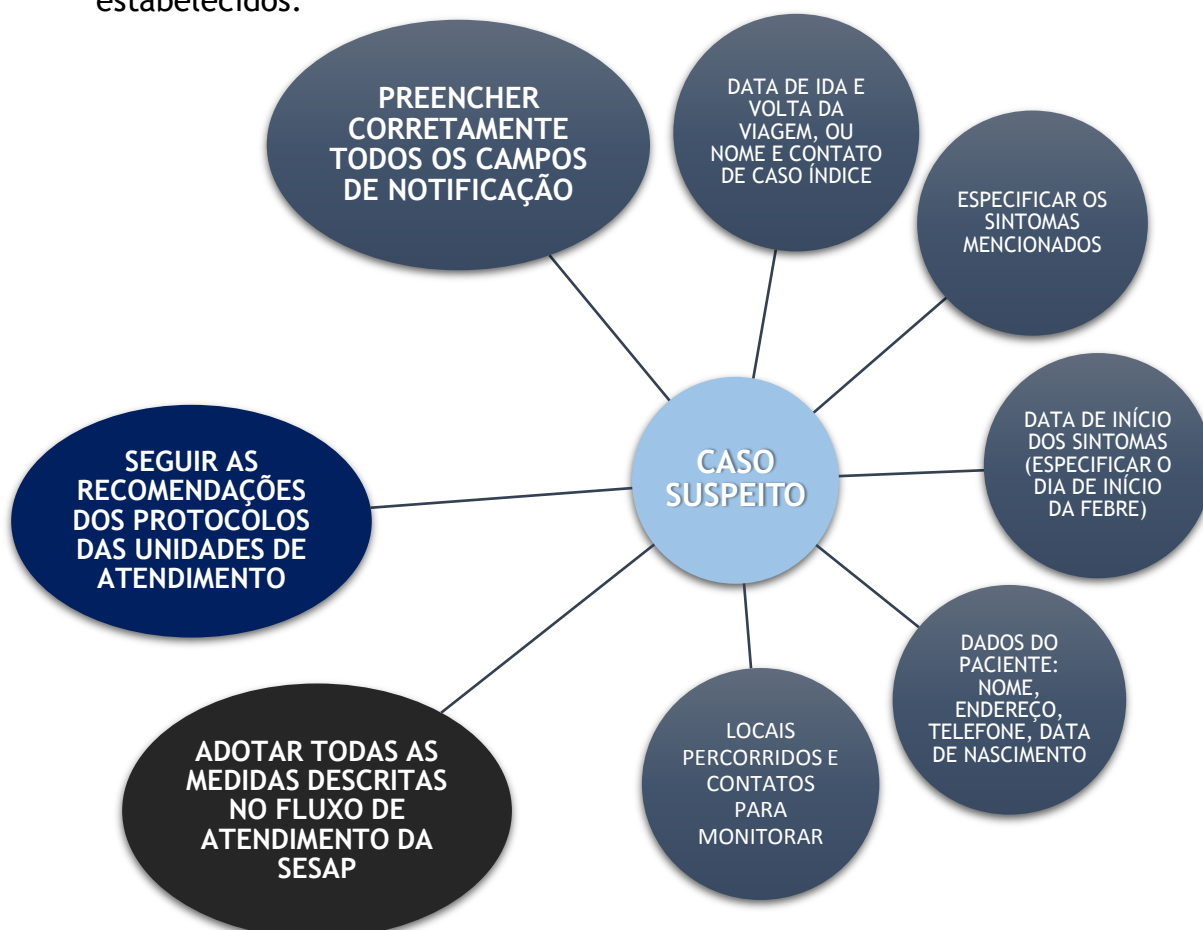 estabelecidos.
PREENCHER
CORRETAMENTE
TODOS OS CAMPOS
DE NOTIFICAÇÃO
DATA DE IDA E
VOLTA DA
VIAGEM, OU
NOME E CONTATO
DE CASO ÍNDICE
ESPECIFICAR OS
SINTOMAS
MENCIONADOS
DATA DE INÍCIO
DOS SINTOMAS
(ESPECIFICAR O
DIA DE INÍCIO
DA FEBRE)
DADOS DO
PACIENTE:
NOME,
ENDEREÇO,
TELEFONE, DATA
DE NASCIMENTO
LOCAIS
PERCORRIDOS E
CONTATOS
PARA
MONITORAR
ADOTAR TODAS AS
MEDIDAS DESCRITAS
NO FLUXO DE
ATENDIMENTO DA
SESAP
SEGUIR AS
RECOMENDAÇÕES
DOS PROTOCOLOS
DAS UNIDADES DE
ATENDIMENTO
CASO
SUSPEITO